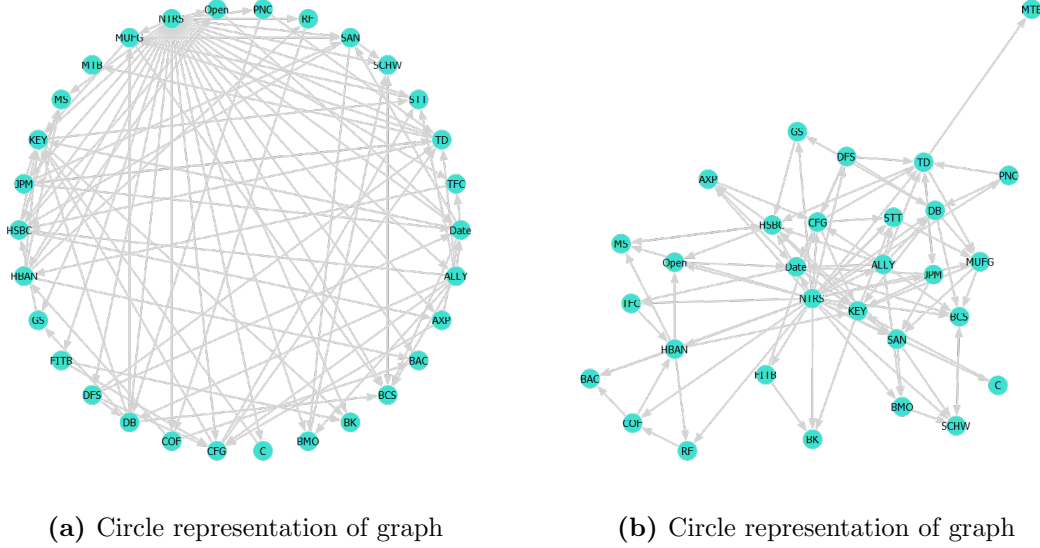 NTRS Open PNC
RF
MUFG SAN
MTB SCHW
MS STT
KEY TD
JPM TFC
HSBC Date
HBAN ALLY
GS AXP
FITB BAC
DFS BCS
DB BK
COF CFG C BMO
MTB
GS
DFS TD
AXP PNC
DB
HSBC CFG STT
MS
Open Date ALLY JPM MUFG
TFC NTRS KEY BCS
HBAN SAN
BAC FITB C
COF BMO SCHW
RF BK
(a) Circle representation of graph
(b) Circle representation of graph